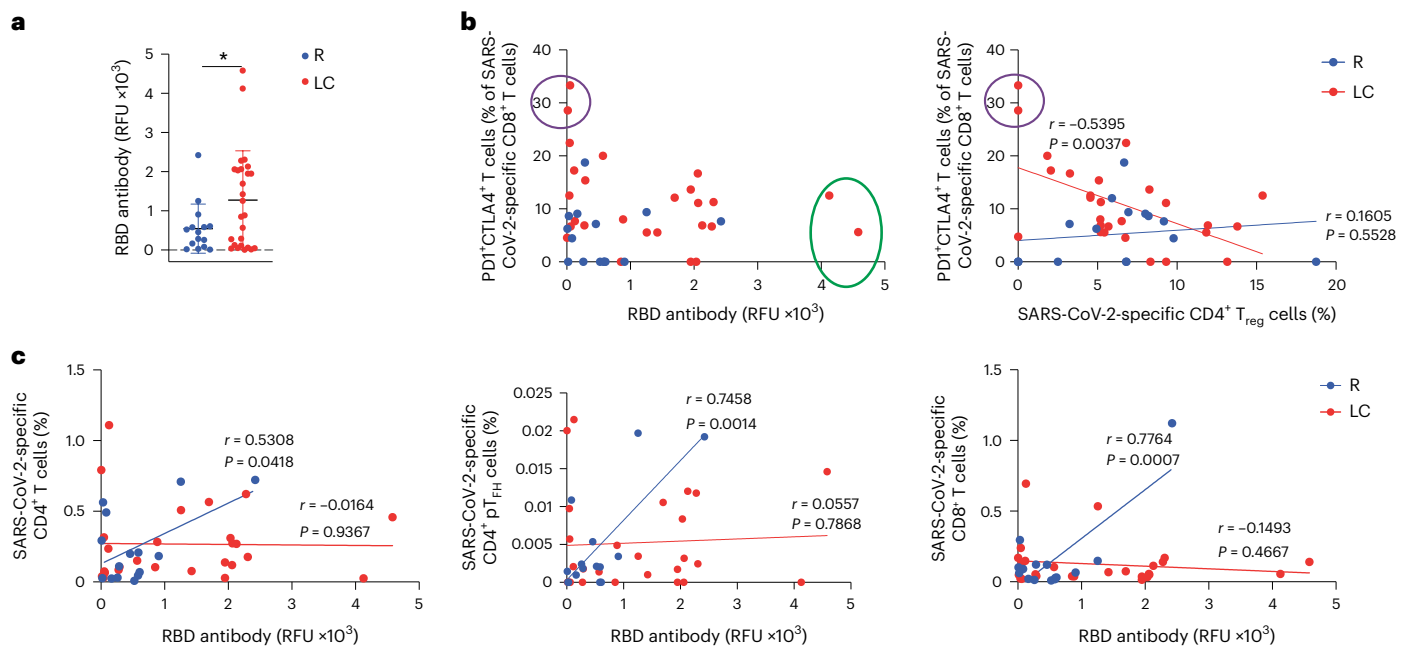 a
RBD antibody (RFU ×10³)
5
4
3
2
1
0
*
R
LC
b
PD1⁺CTLA4⁺ T cells (% of SARS-
CoV-2-specific CD8⁺ T cells)
40
30
20
10
0
0 1 2 3 4 5
RBD antibody (RFU ×10³)
PD1⁺CTLA4⁺ T cells (% of SARS-
CoV-2-specific CD8⁺ T cells)
40
30
20
10
0
r = –0.5395
P = 0.0037
r = 0.1605
P = 0.5528
0 5 10 15 20
SARS-CoV-2-specific CD4⁺ Treg cells (%)
R
LC
c
SARS-CoV-2-specific
CD4⁺ T cells (%)
1.5
1.0
0.5
0
r = 0.5308
P = 0.0418
r = –0.0164
P = 0.9367
0 1 2 3 4 5
RBD antibody (RFU ×10³)
SARS-CoV-2-specific
CD4⁺ pTFH cells (%)
0.025
0.02
0.015
0.01
0.005
0
r = 0.7458
P = 0.0014
r = 0.0557
P = 0.7868
0 1 2 3 4 5
RBD antibody (RFU ×10³)
SARS-CoV-2-specific
CD8⁺ T cells (%)
1.5
1.0
0.5
0
r = 0.7764
P = 0.0007
r = –0.1493
P = 0.4667
0 1 2 3 4 5
RBD antibody (RFU ×10³)
R
LC